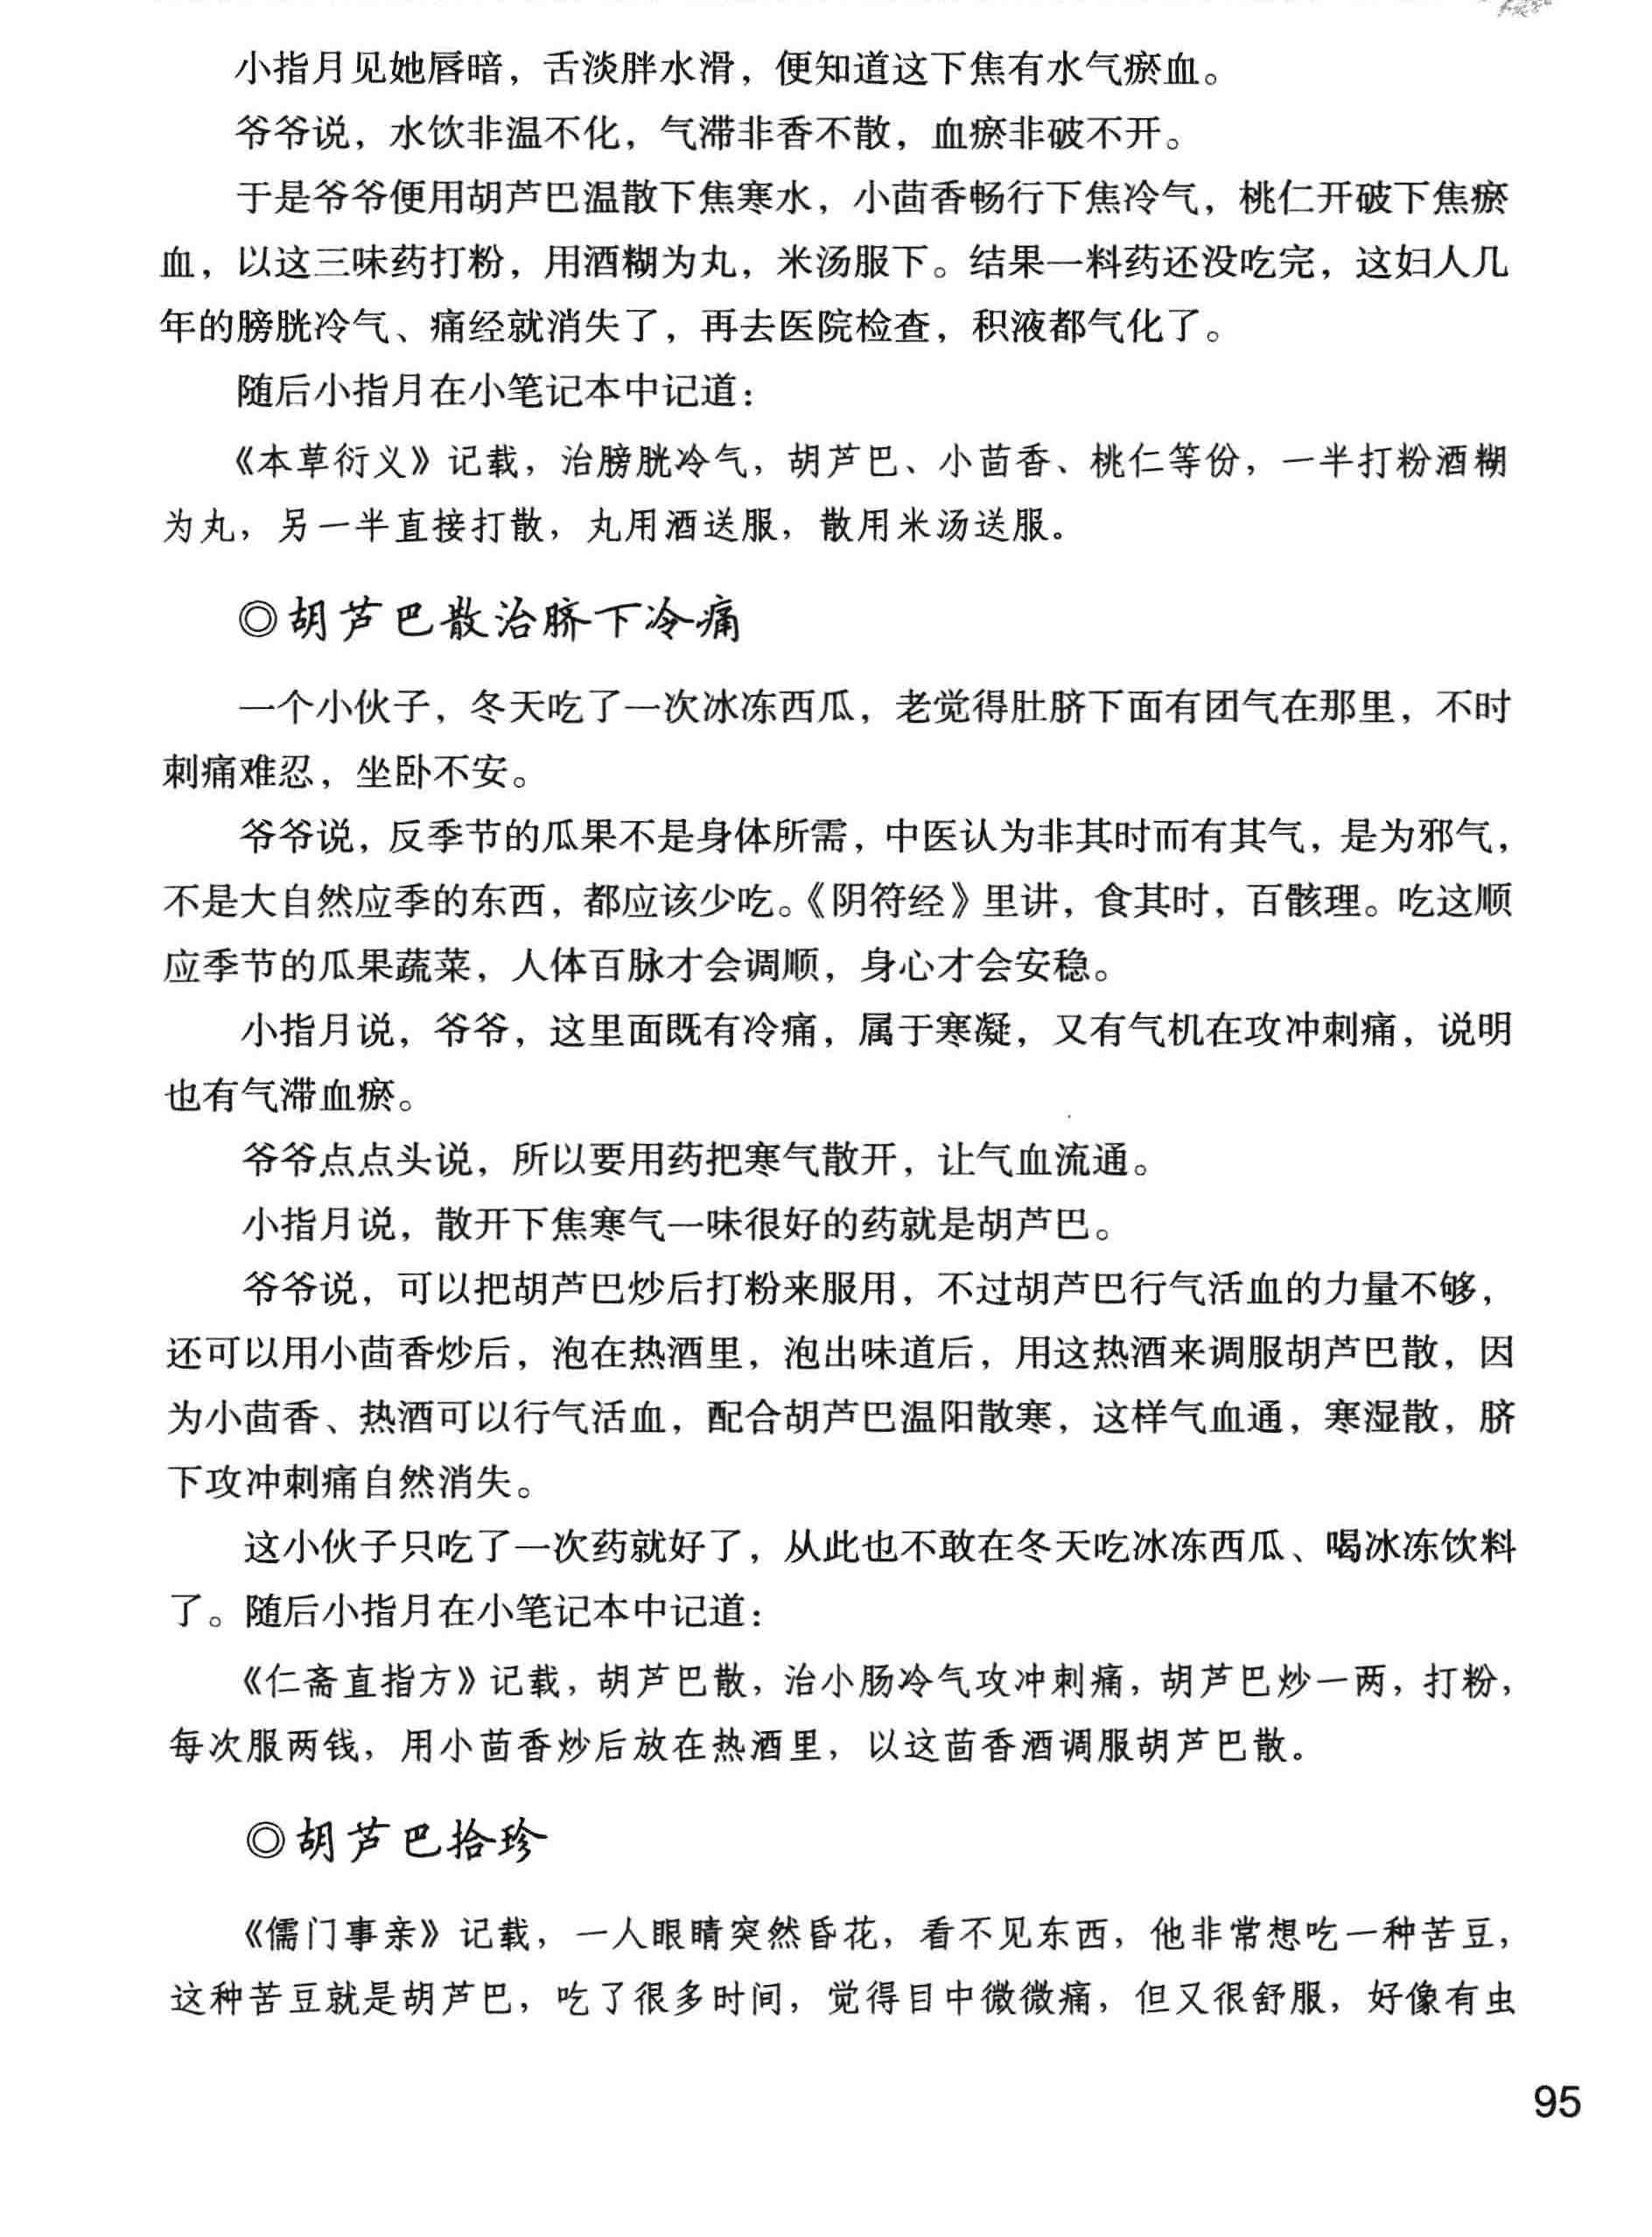 小指月见她唇暗，舌淡胖水滑，便知道这下焦有水气瘀血。
爷爷说，水饮非温不化，气滞非香不散，血瘀非破不开。
于是爷爷便用胡芦巴温散下焦寒水，小茴香畅行下焦冷气，桃仁开破下焦瘀
血，以这三味药打粉，用酒糊为丸，米汤服下。结果一料药还没吃完，这妇人几
年的膀胱冷气、痛经就消失了，再去医院检查，积液都气化了。
随后小指月在小笔记本中记道：
《本草衍义》记载，治膀胱冷气，胡芦巴、小茴香、桃仁等份，一半打粉酒糊
为丸，另一半直接打散，丸用酒送服，散用米汤送服。
◎胡芦巴散治脐下冷痛
一个小伙子，冬天吃了一次冰冻西瓜，老觉得肚脐下面有团气在那里，不时
刺痛难忍，坐卧不安。
爷爷说，反季节的瓜果不是身体所需，中医认为非其时而有其气，是为邪气，
不是大自然应季的东西，都应该少吃。《阴符经》里讲，食其时，百骸理。吃这顺
应季节的瓜果蔬菜，人体百脉才会调顺，身心才会安稳。
小指月说，爷爷，这里面既有冷痛，属于寒凝，又有气机在攻冲刺痛，说明
也有气滞血瘀。
爷爷点点头说，所以要用药把寒气散开，让气血流通。
小指月说，散开下焦寒气一味很好的药就是胡芦巴。
爷爷说，可以把胡芦巴炒后打粉来服用，不过胡芦巴行气活血的力量不够，
还可以用小茴香炒后，泡在热酒里，泡出味道后，用这热酒来调服胡芦巴散，因
为小茴香、热酒可以行气活血，配合胡芦巴温阳散寒，这样气血通，寒湿散，脐
下攻冲刺痛自然消失。
这小伙子只吃了一次药就好了，从此也不敢在冬天吃冰冻西瓜、喝冰冻饮料
了。随后小指月在小笔记本中记道：
《仁斋直指方》记载，胡芦巴散，治小肠冷气攻冲刺痛，胡芦巴炒一两，打粉，
每次服两钱，用小茴香炒后放在热酒里，以这茴香酒调服胡芦巴散。
◎胡芦巴拾珍
《儒门事亲》记载，一人眼睛突然昏花，看不见东西，他非常想吃一种苦豆，
这种苦豆就是胡芦巴，吃了很多时间，觉得目中微微痛，但又很舒服，好像有虫
95